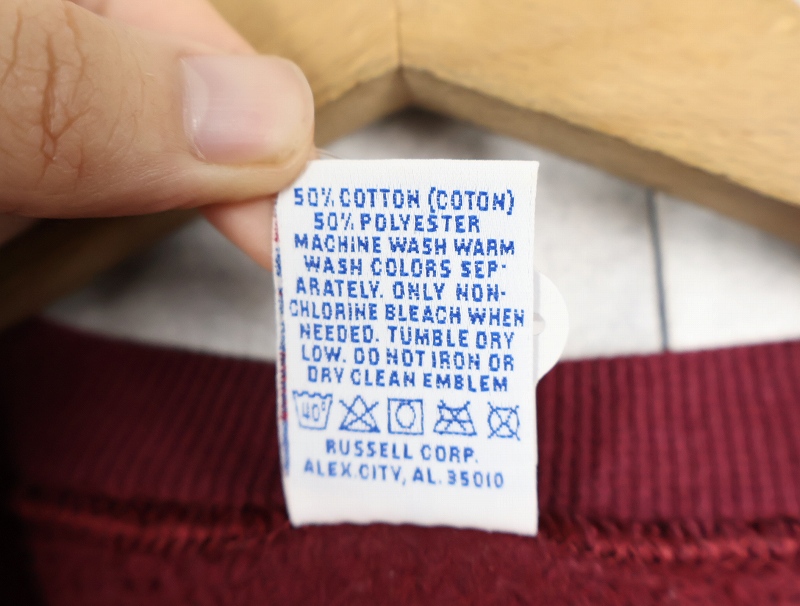 50% COTTON (COTON)
50% POLYESTER
MACHINE WASH WARM
WASH COLORS SEP-
ARATELY. ONLY NON-
CHLORINE BLEACH WHEN
NEEDED. TUMBLE DRY
LOW. DO NOT IRON OR
DRY CLEAN EMBLEM
40°
RUSSELL CORP.
ALEX.CITY, AL. 35010